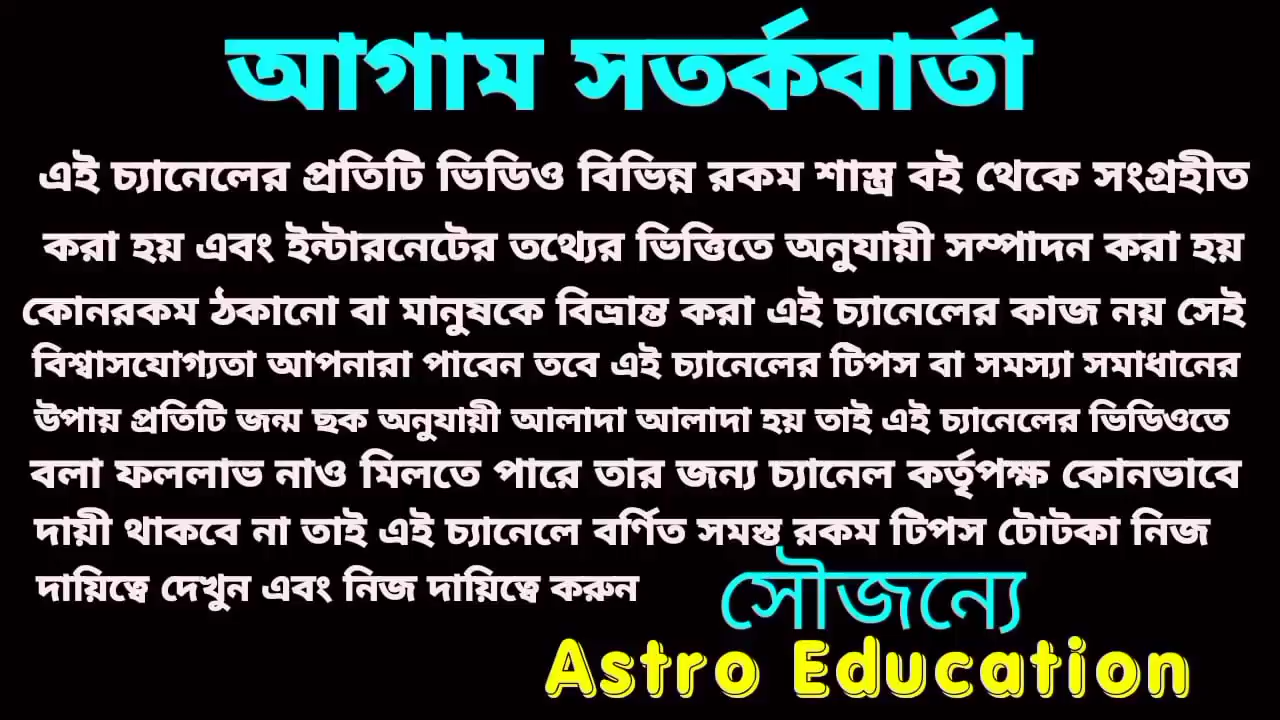 আগাম সতর্কবার্তা
এই চ্যানেলের প্রতিটি ভিডিও বিভিন্ন রকম শাস্ত্র বই থেকে সংগ্রহীত
করা হয় এবং ইন্টারনেটের তথ্যের ভিত্তিতে অনুযায়ী সম্পাদন করা হয়
কোনরকম ঠকানো বা মানুষকে বিভ্রান্ত করা এই চ্যানেলের কাজ নয় সেই
বিশ্বাসযোগ্যতা আপনারা পাবেন তবে এই চ্যানেলের টিপস বা সমস্যা সমাধানের
উপায় প্রতিটি জন্ম ছক অনুযায়ী আলাদা আলাদা হয় তাই এই চ্যানেলের ভিডিওতে
বলা ফললাভ নাও মিলতে পারে তার জন্য চ্যানেল কর্তৃপক্ষ কোনভাবে
দায়ী থাকবে না তাই এই চ্যানেলে বর্ণিত সমস্ত রকম টিপস টোটকা নিজ
দায়িত্বে দেখুন এবং নিজ দায়িত্বে করুন
সৌজন্যে
Astro Education